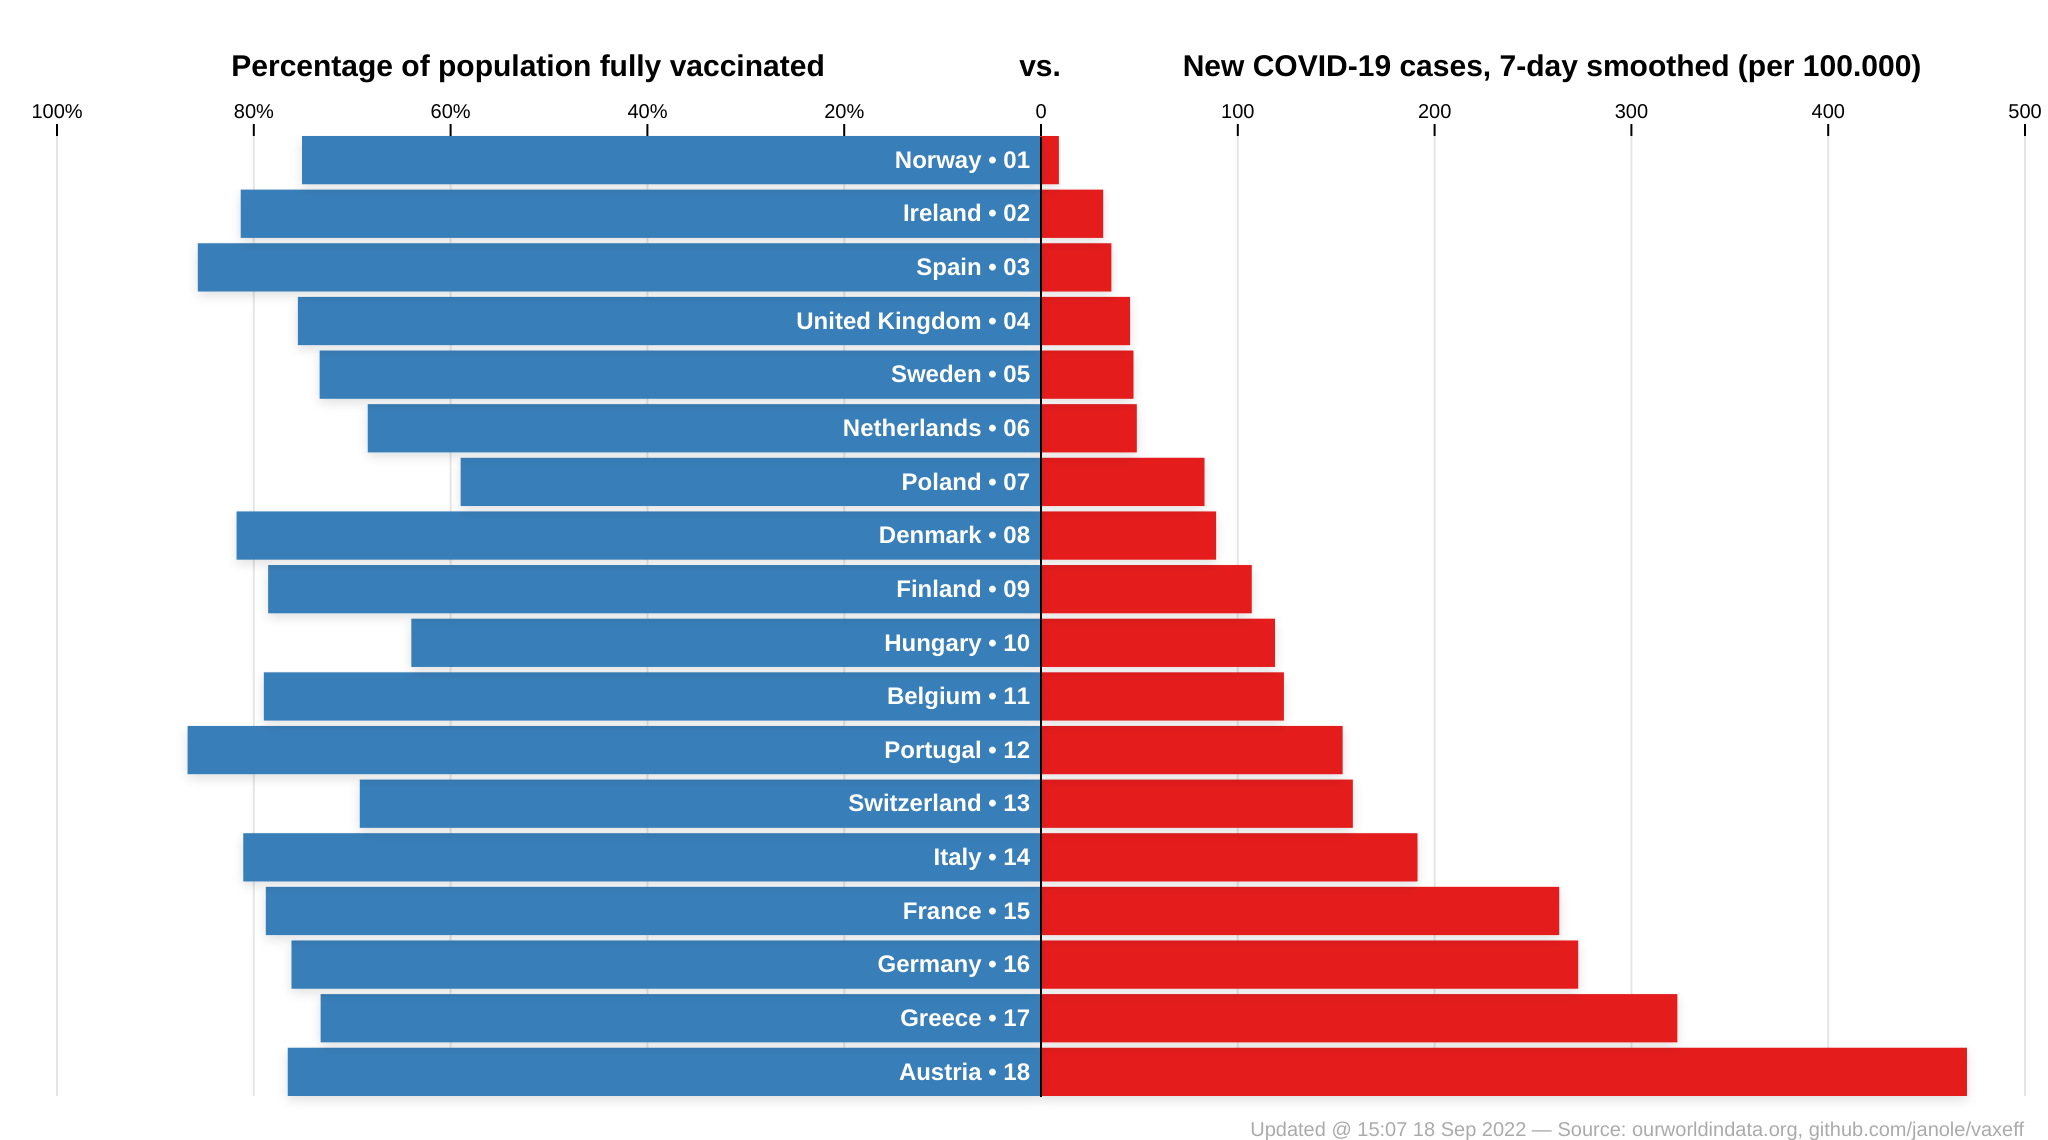 Percentage of population fully vaccinated vs. New COVID-19 cases, 7-day smoothed (per 100.000)
100% 80% 60% 40% 20% 0 100 200 300 400 500
Norway • 01
Ireland • 02
Spain • 03
United Kingdom • 04
Sweden • 05
Netherlands • 06
Poland • 07
Denmark • 08
Finland • 09
Hungary • 10
Belgium • 11
Portugal • 12
Switzerland • 13
Italy • 14
France • 15
Germany • 16
Greece • 17
Austria • 18
Updated @ 15:07 18 Sep 2022 — Source: ourworldindata.org, github.com/janole/vaxeff